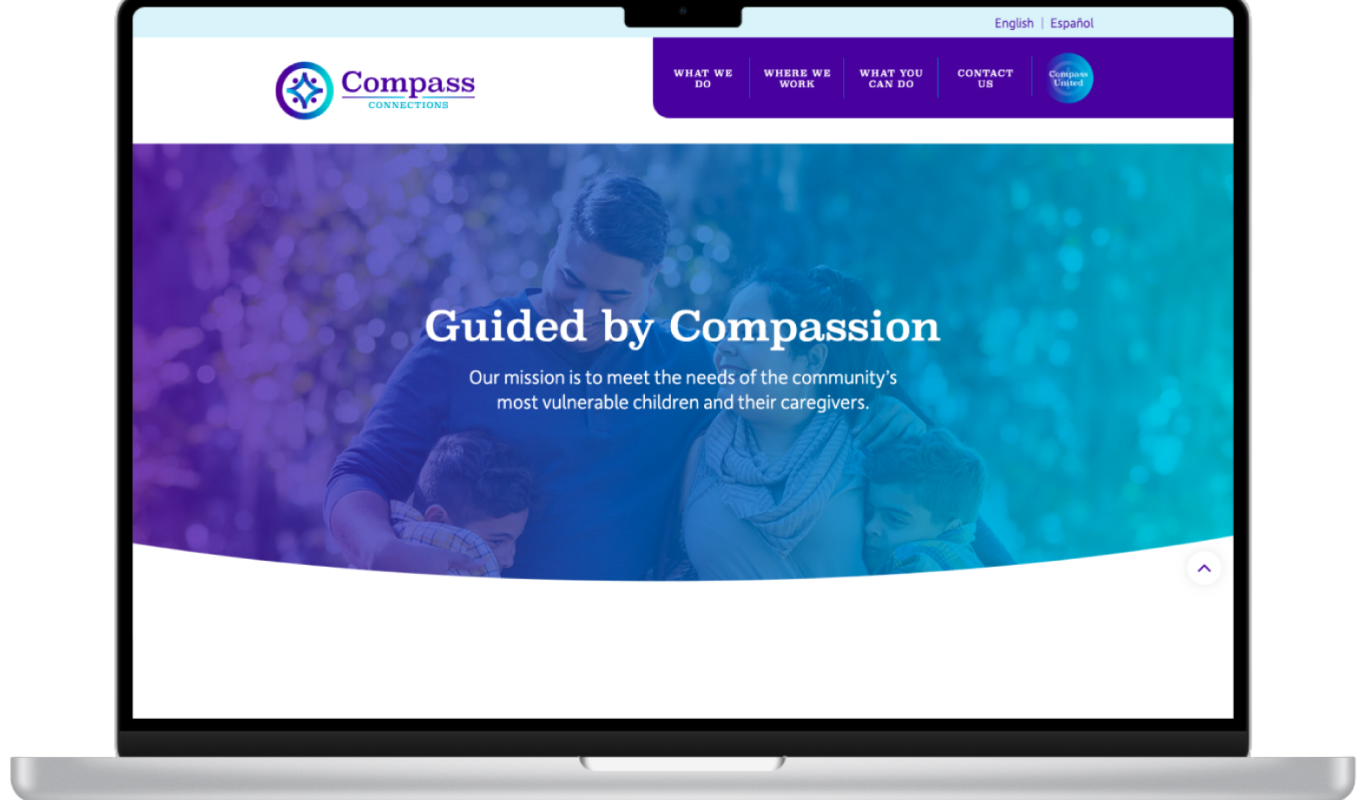 English | Español
Compass
CONNECTIONS
WHAT WE
DO
WHERE WE
WORK
WHAT YOU
CAN DO
CONTACT
US
Compass
United
Guided by Compassion
Our mission is to meet the needs of the community’s
most vulnerable children and their caregivers.